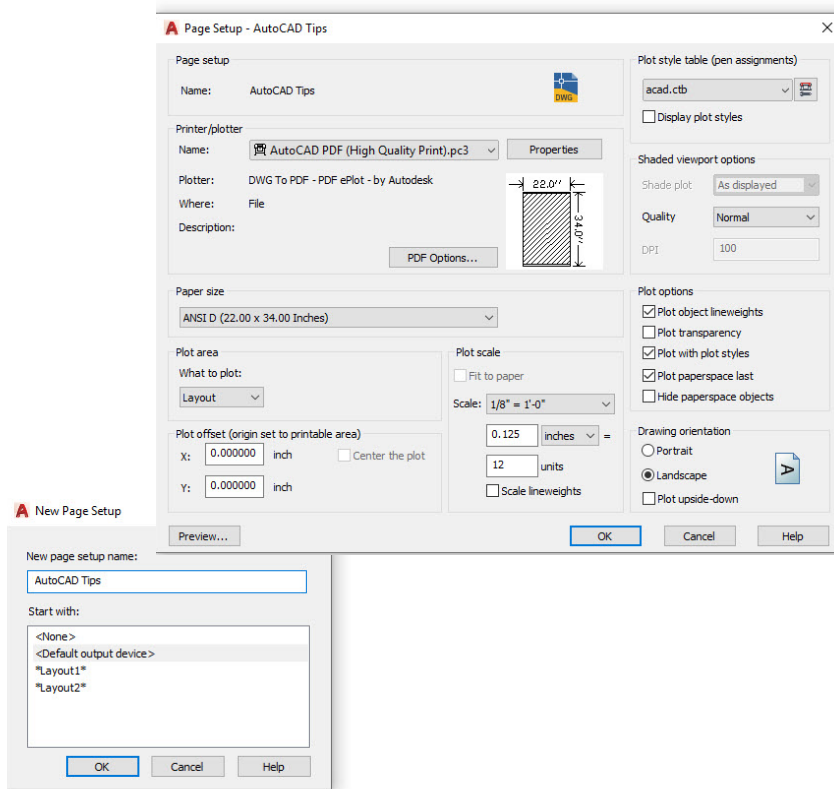 Page Setup - AutoCAD Tips
Page setup
Name: AutoCAD Tips
DWG
Printer/plotter
Name: AutoCAD PDF (High Quality Print).pc3 Properties
Plotter: DWG To PDF - PDF ePlot - by Autodesk
Where: File
Description:
PDF Options...
22.0''
34.0''
Paper size
ANSI D (22.00 x 34.00 Inches)
Plot area
What to plot:
Layout
Plot offset (origin set to printable area)
X: 0.000000 inch Center the plot
Y: 0.000000 inch
Plot scale
Fit to paper
Scale: 1/8" = 1'-0"
0.125 inches =
12 units
Scale lineweights
Plot style table (pen assignments)
acad.ctb
Display plot styles
Shaded viewport options
Shade plot As displayed
Quality Normal
DPI 100
Plot options
Plot object lineweights
Plot transparency
Plot with plot styles
Plot paperspace last
Hide paperspace objects
Drawing orientation
Portrait
Landscape
A
Plot upside-down
Preview... OK Cancel Help
New Page Setup
New page setup name:
AutoCAD Tips
Start with:
<None>
<Default output device>
*Layout1*
*Layout2*
OK Cancel Help